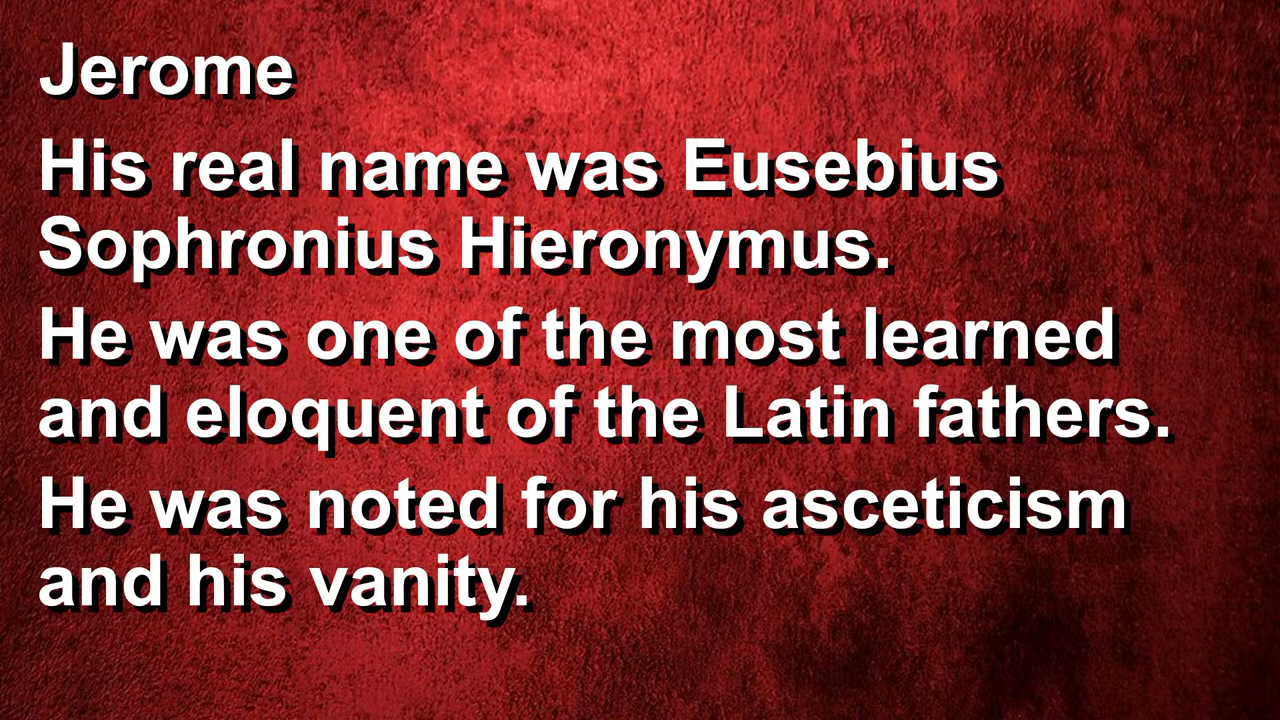 Jerome
His real name was Eusebius
Sophronius Hieronymus.
He was one of the most learned
and eloquent of the Latin fathers.
He was noted for his asceticism
and his vanity.